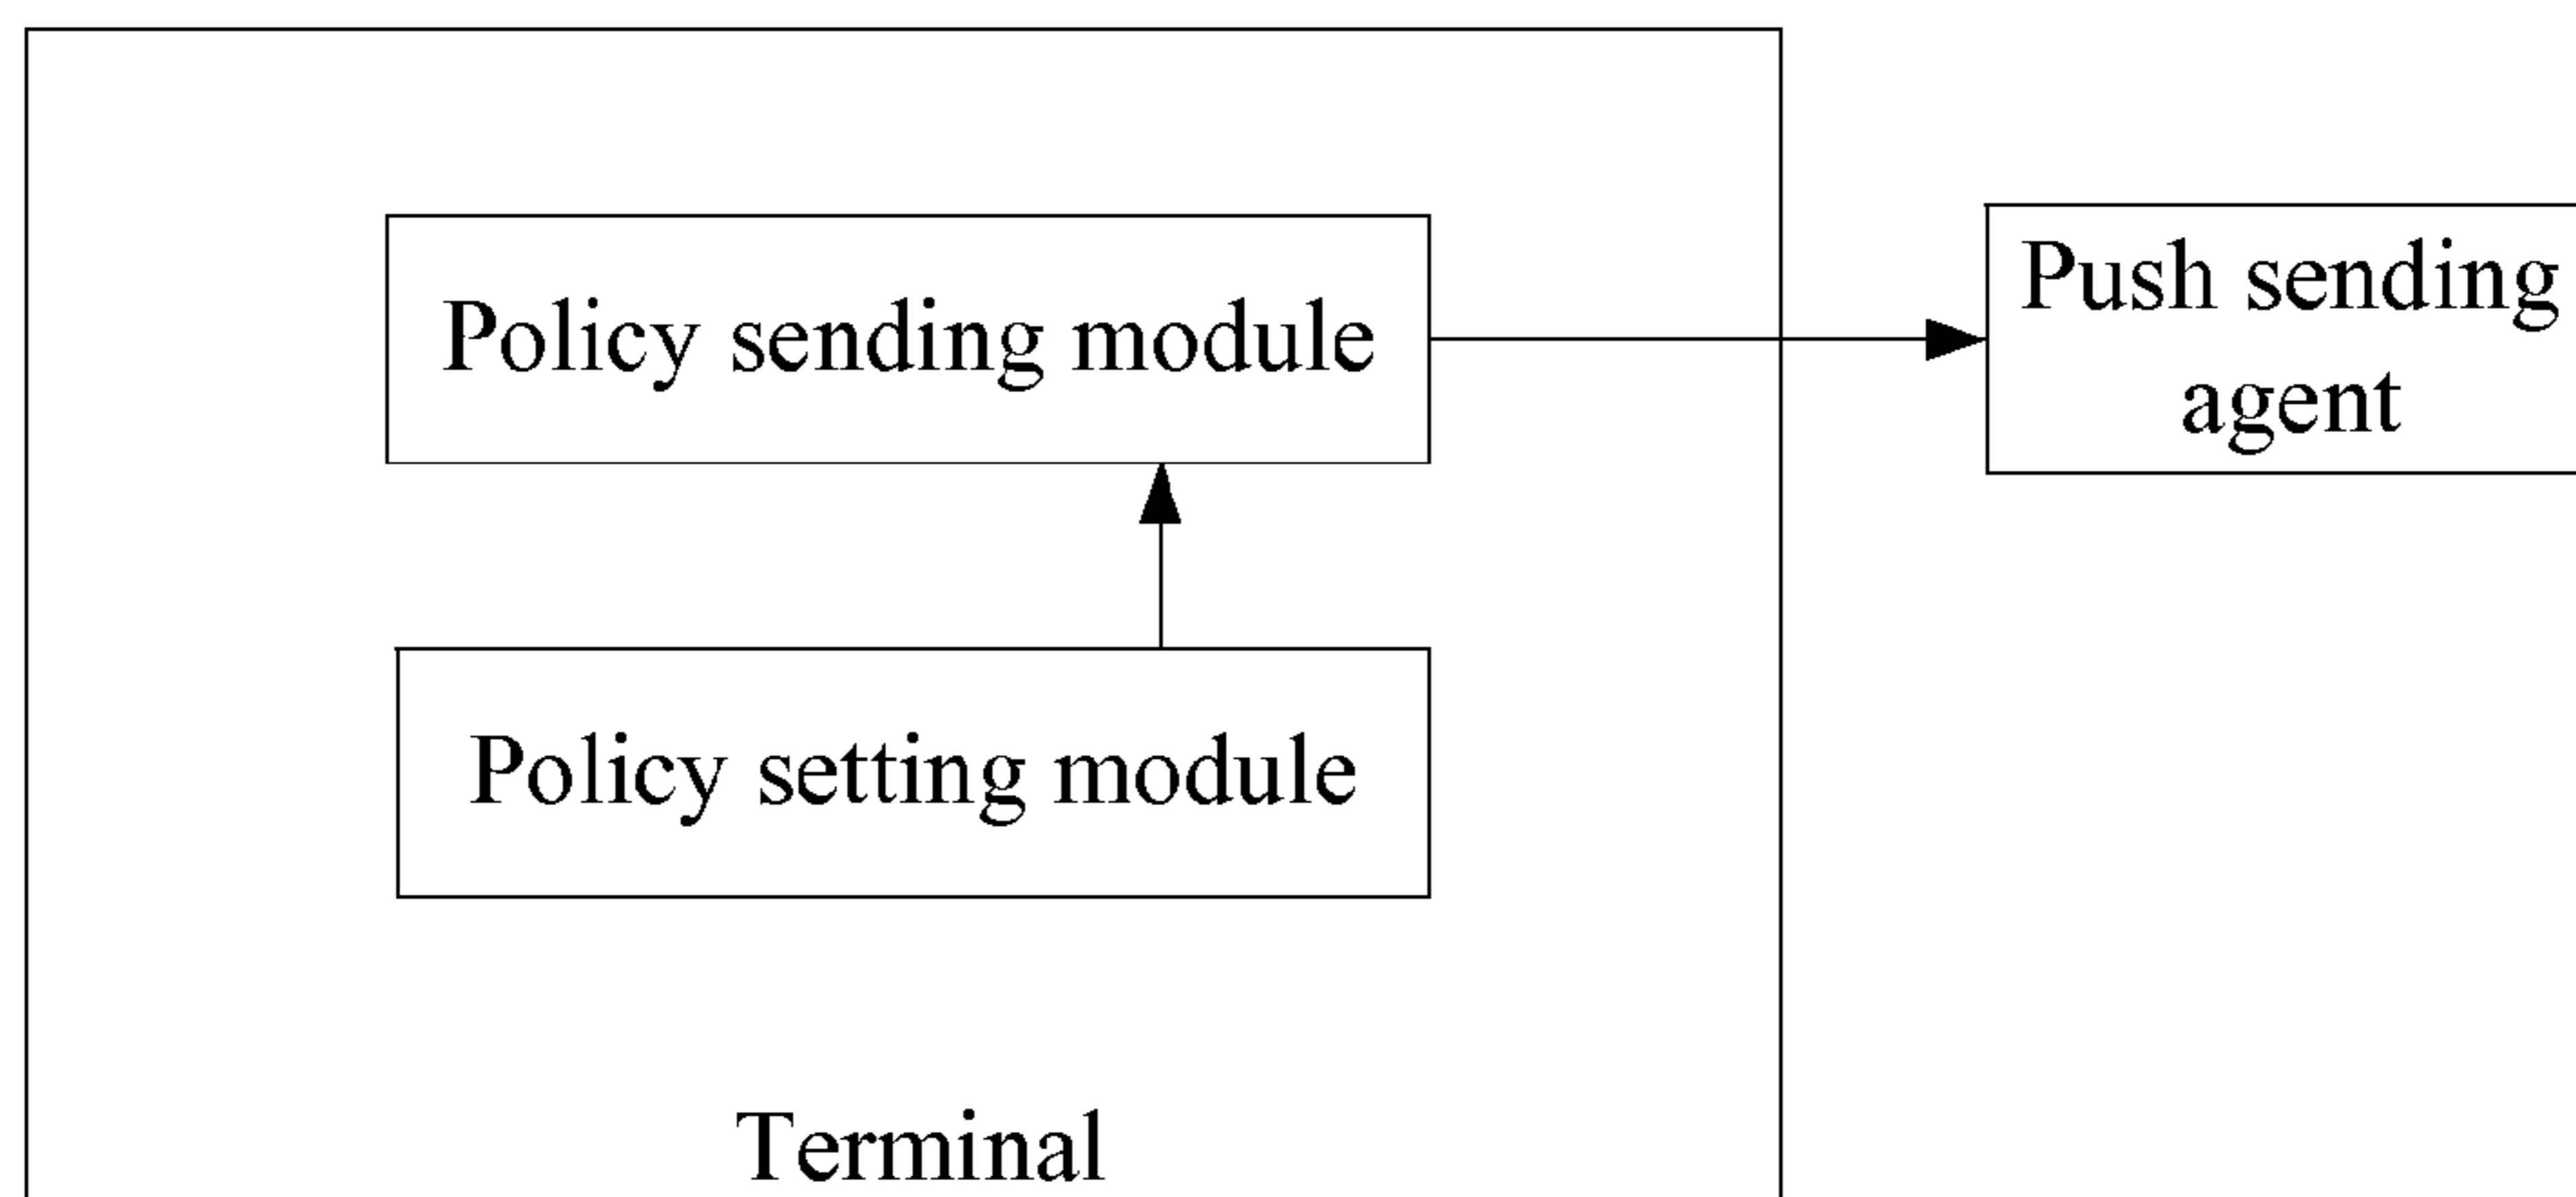 Policy sending module
Push sending
agent
Policy setting module
Terminal